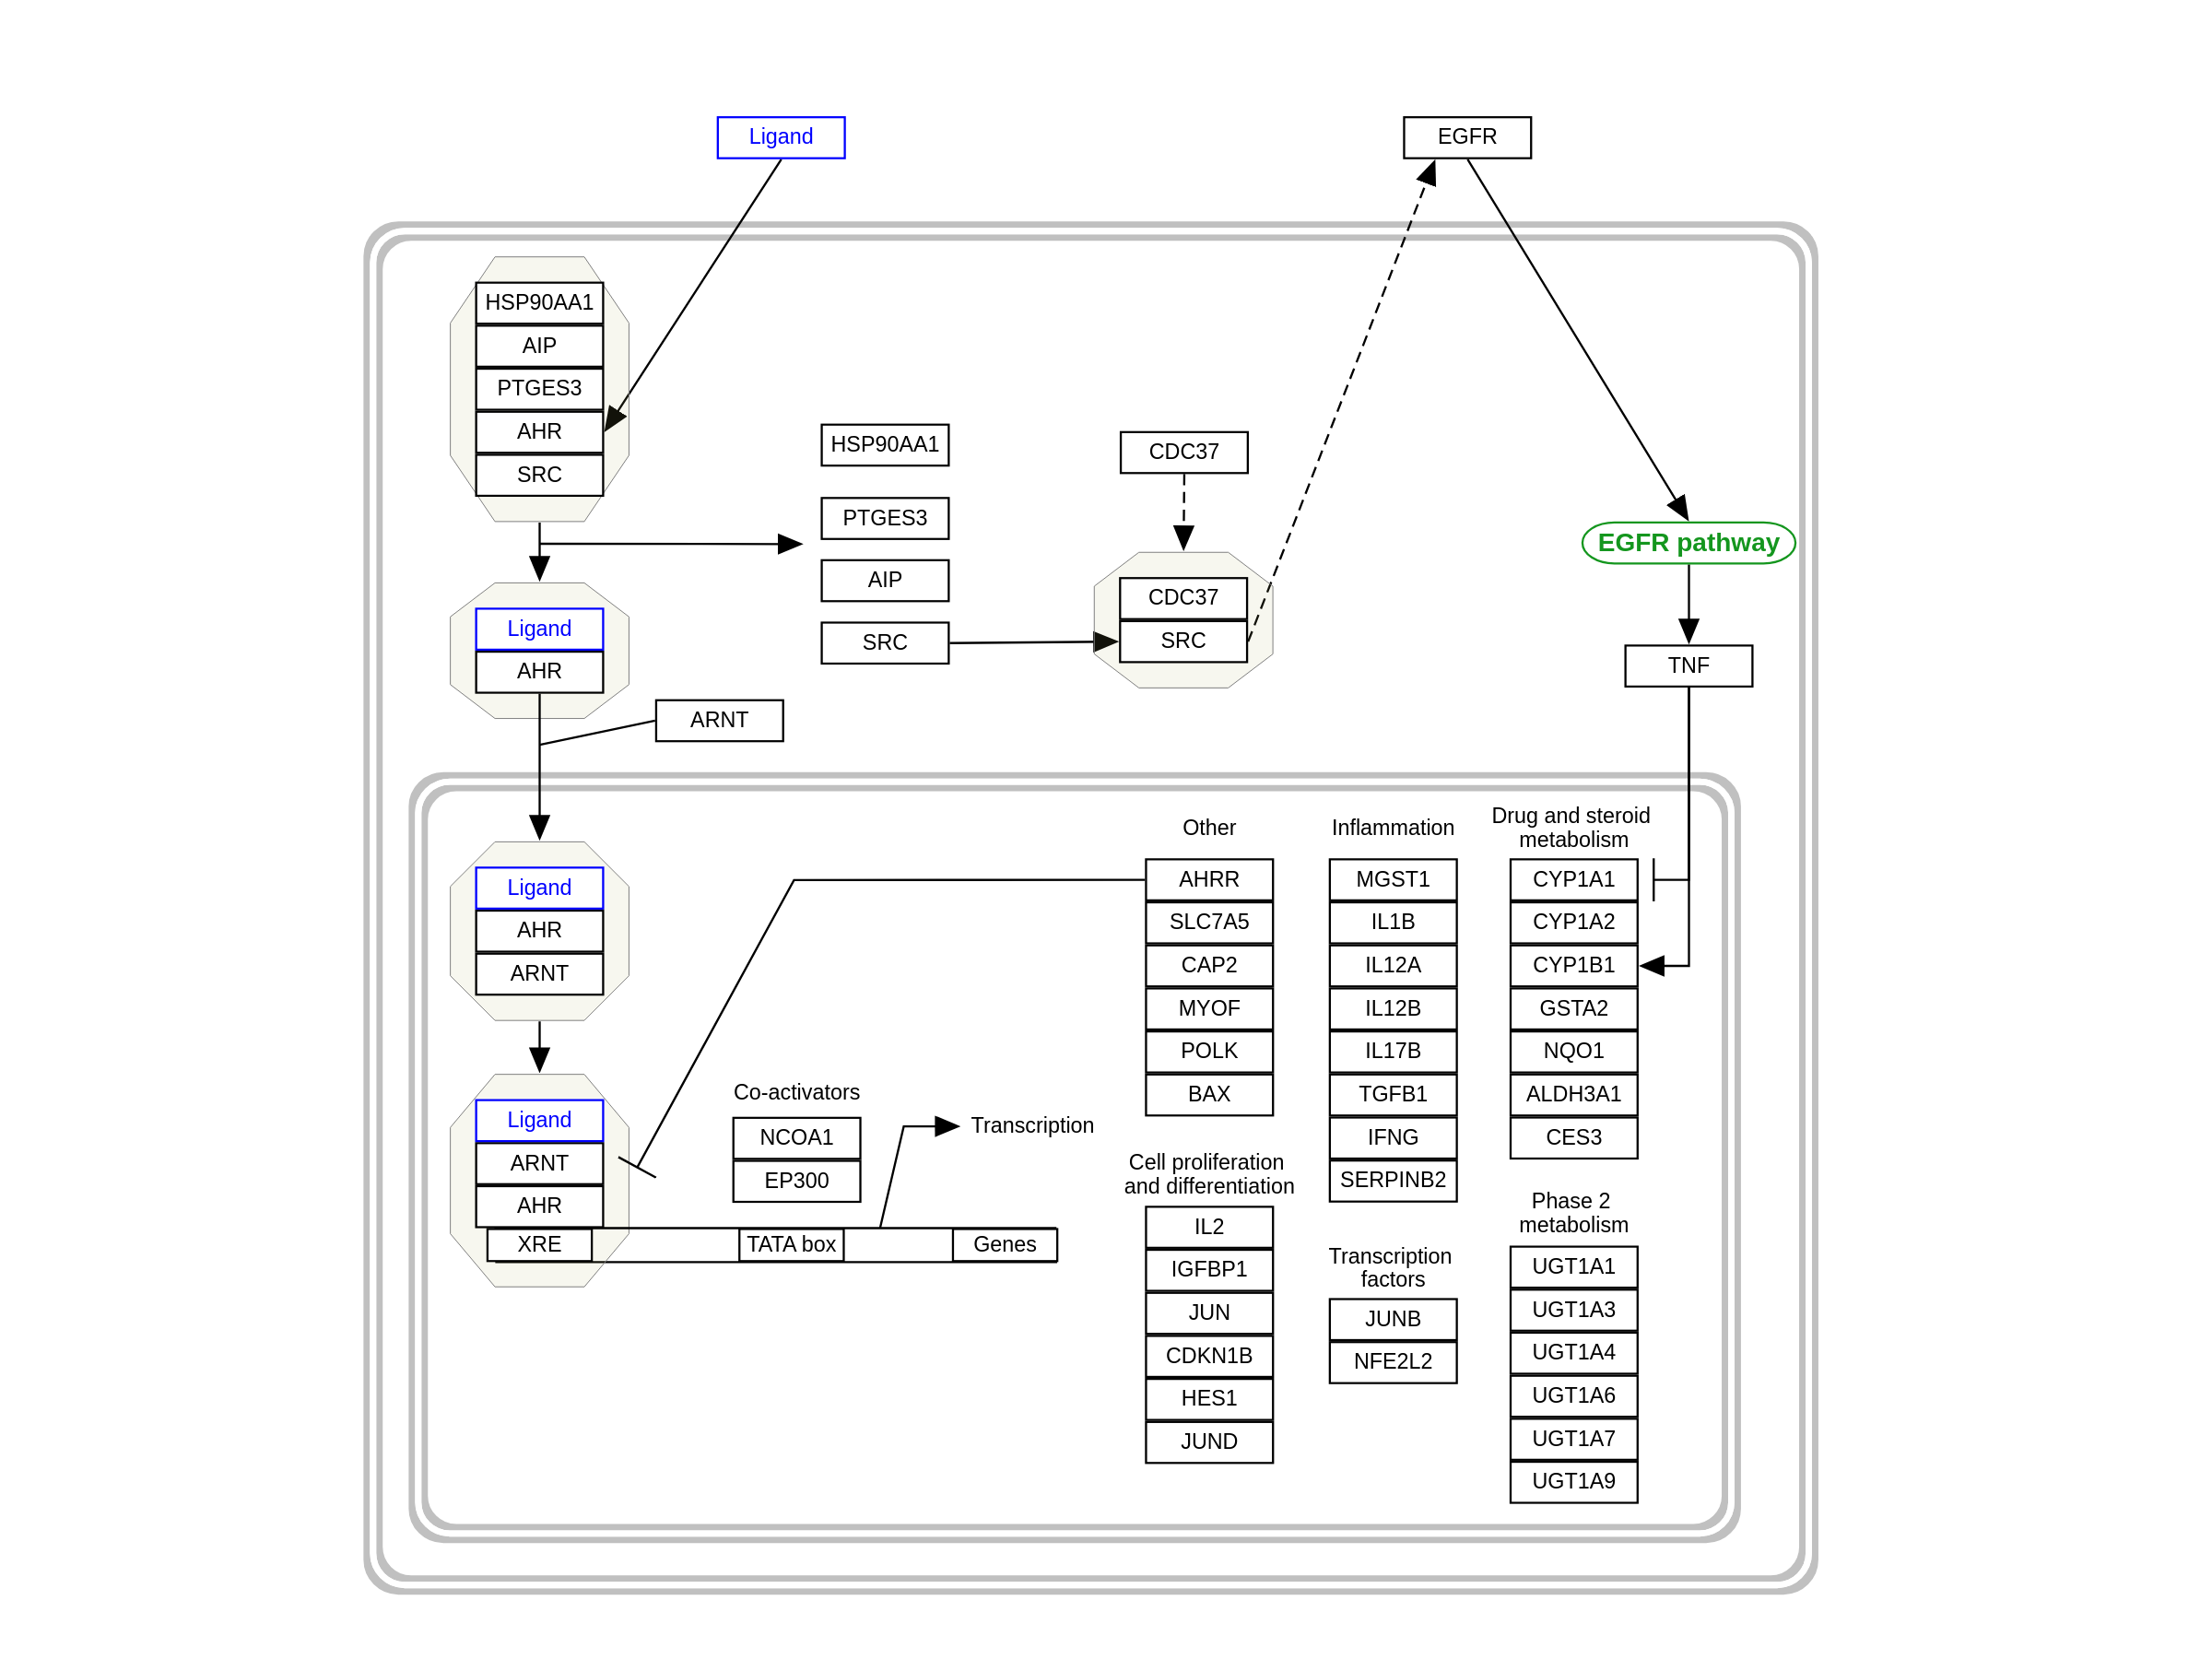 Ligand
EGFR
HSP90AA1
AIP
PTGES3
AHR
SRC
HSP90AA1
PTGES3
AIP
SRC
CDC37
CDC37
SRC
EGFR pathway
TNF
Ligand
AHR
ARNT
Ligand
AHR
ARNT
Ligand
ARNT
AHR
XRE
TATA box
Genes
Co-activators
NCOA1
EP300
Transcription
Other
AHRR
SLC7A5
CAP2
MYOF
POLK
BAX
Cell proliferation
and differentiation
IL2
IGFBP1
JUN
CDKN1B
HES1
JUND
Inflammation
MGST1
IL1B
IL12A
IL12B
IL17B
TGFB1
IFNG
SERPINB2
Transcription
factors
JUNB
NFE2L2
Drug and steroid
metabolism
CYP1A1
CYP1A2
CYP1B1
GSTA2
NQO1
ALDH3A1
CES3
Phase 2
metabolism
UGT1A1
UGT1A3
UGT1A4
UGT1A6
UGT1A7
UGT1A9